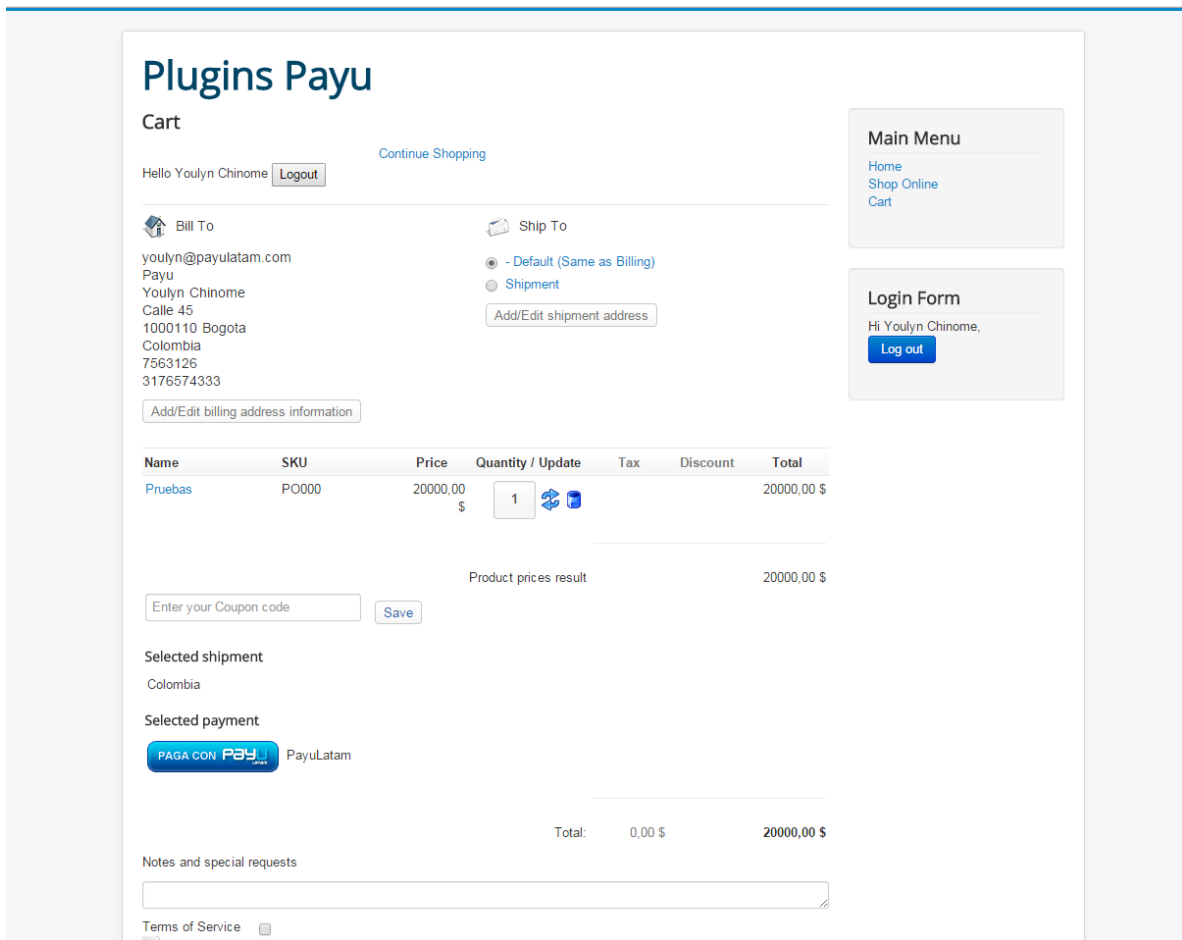 Plugins Payu
Cart
Continue Shopping
Hello Youlyn Chinome Logout
Bill To
youlyn@payulatam.com
Payu
Youlyn Chinome
Calle 45
1000110 Bogota
Colombia
7563126
3176574333
Add/Edit billing address information
Ship To
- Default (Same as Billing)
Shipment
Add/Edit shipment address
Name SKU Price Quantity / Update Tax Discount Total
Pruebas PO000 20000,00 $ 1 20000,00 $
Product prices result 20000,00 $
Enter your Coupon code Save
Selected shipment
Colombia
Selected payment
PAGA CON PAYU Latam PayuLatam
Total: 0,00 $ 20000,00 $
Notes and special requests
Terms of Service
Main Menu
Home
Shop Online
Cart
Login Form
Hi Youlyn Chinome,
Log out